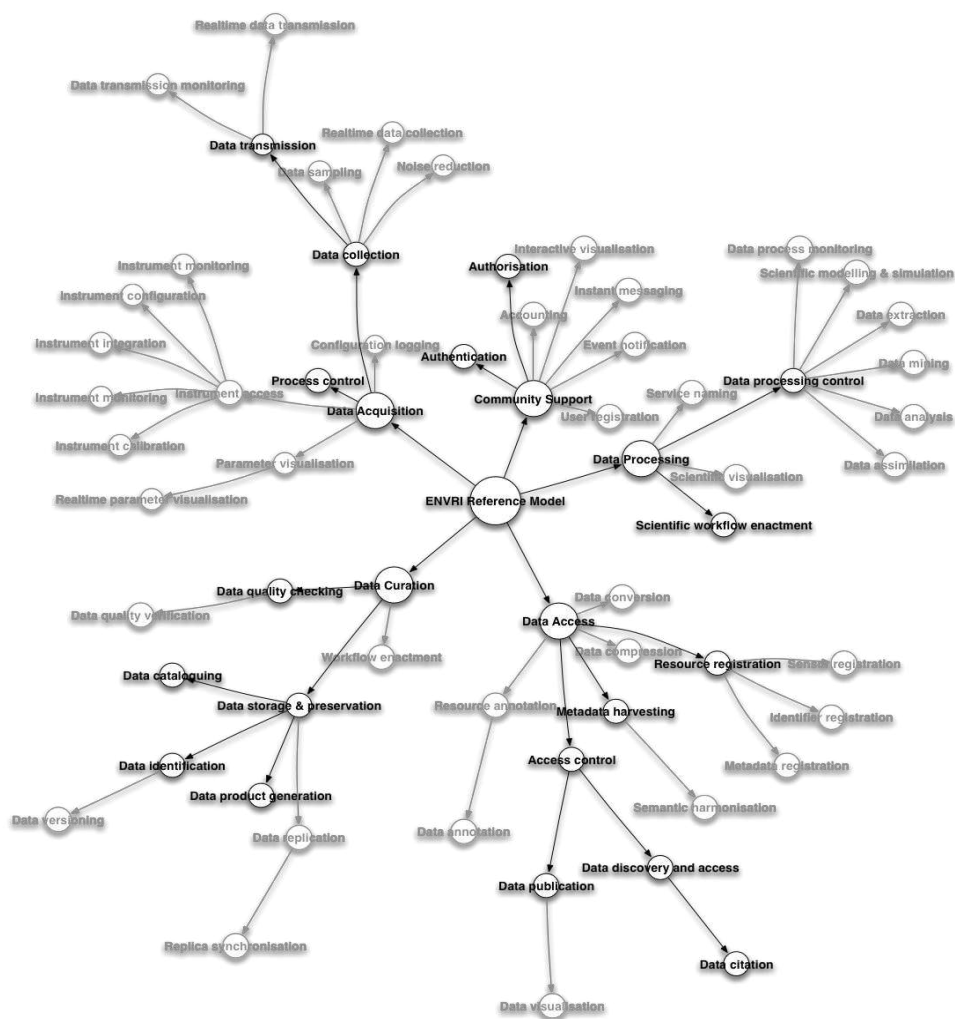 Realtime data transmission
Data transmission monitoring
Realtime data collection
Data transmission
Noise reduction
Data sampling
Interactive visualisation
Data process monitoring
Data collection
Authorisation
Instrument monitoring
Scientific modelling & simulation
Instant messaging
Instrument configuration
Accounting
Data extraction
Instrument integration
Configuration logging
Event notification
Authentication
Data mining
Process control
Data processing control
Instrument access
Service naming
Instrument monitoring
Community Support
Data Acquisition
User registration
Data analysis
Instrument calibration
Data Processing
Parameter visualisation
Data assimilation
Scientific visualisation
Realtime parameter visualisation
ENVRI Reference Model
Scientific workflow enactment
Data Curation
Data quality checking
Data conversion
Data quality verification
Data Access
Data compression
Workflow enactment
Resource registration
Sensor registration
Data cataloguing
Data storage & preservation
Resource annotation
Metadata harvesting
Identifier registration
Access control
Data identification
Metadata registration
Data product generation
Semantic harmonisation
Data versioning
Data annotation
Data replication
Data discovery and access
Data publication
Replica synchronisation
Data citation
Data visualisation